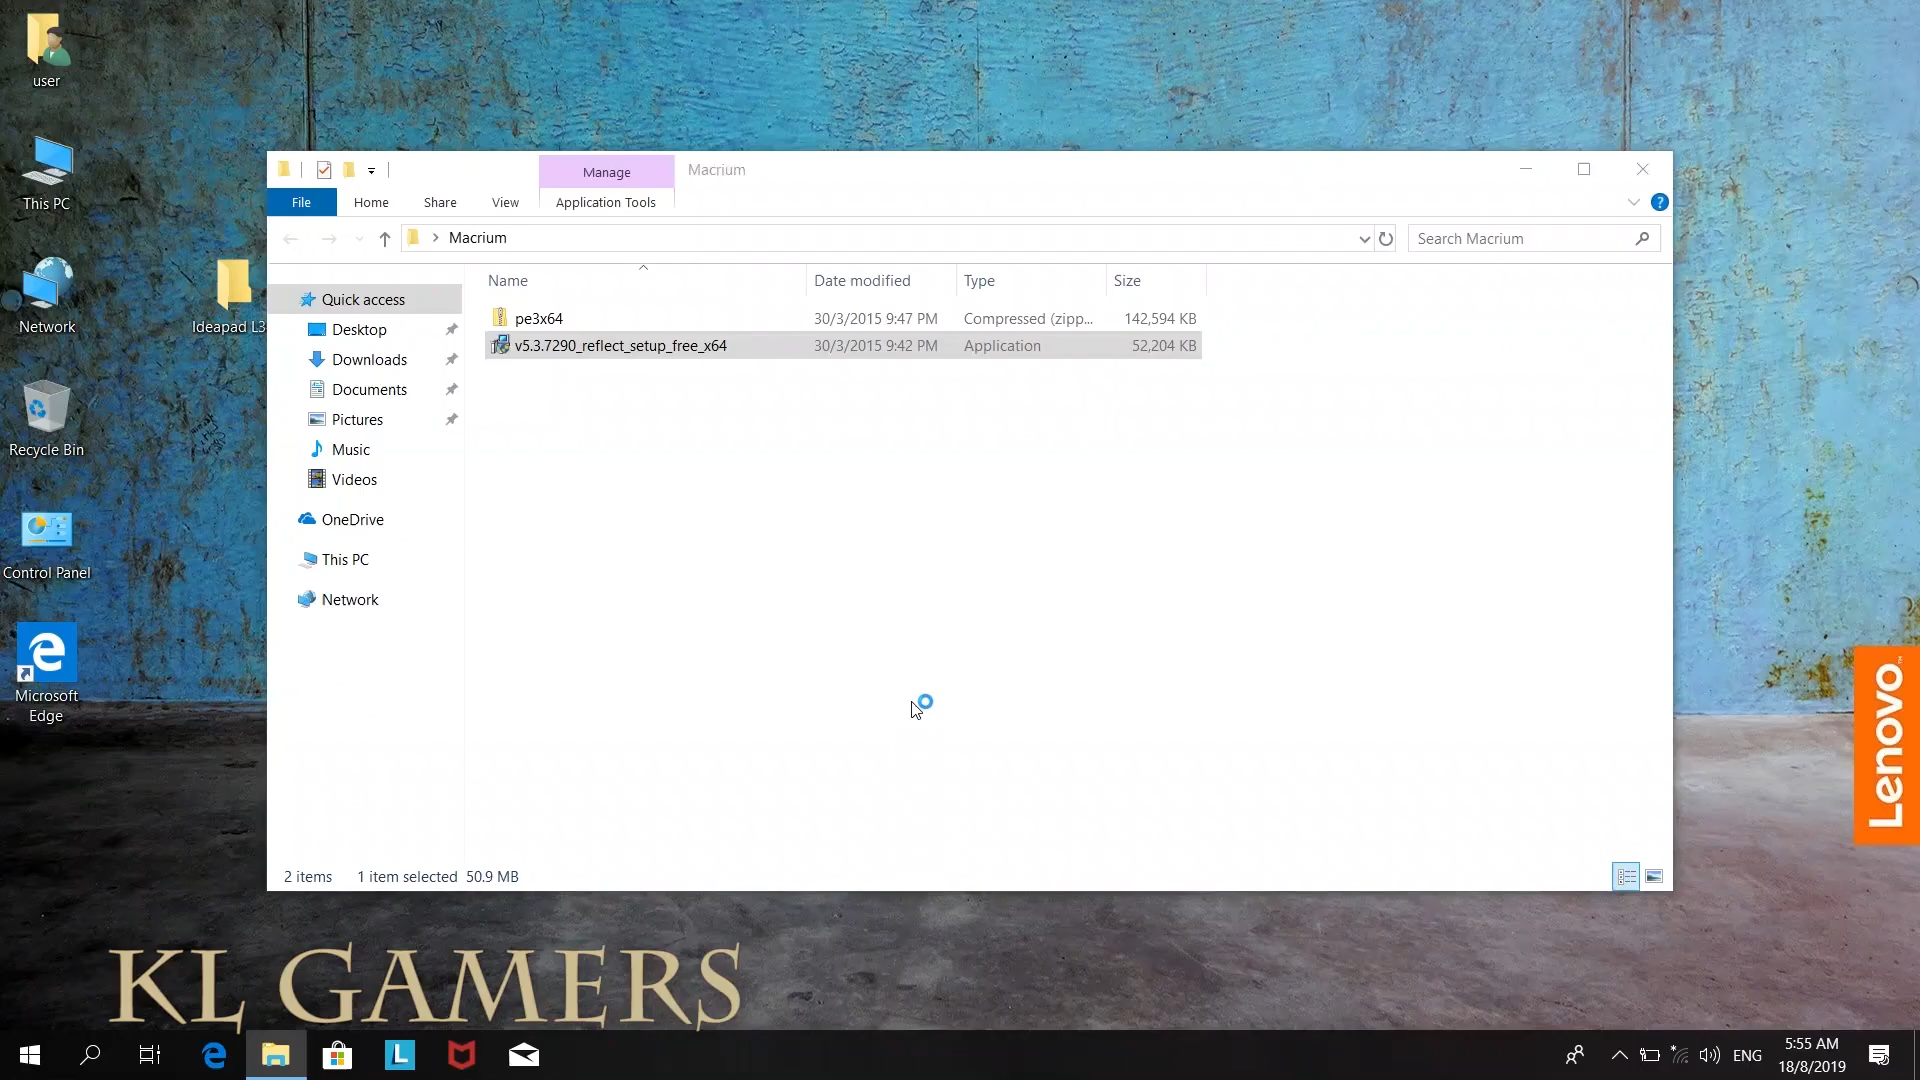 user
This PC
Network
Ideapad L3
Recycle Bin
Control Panel
Microsoft
Edge
Manage
Macrium
File
Home
Share
View
Application Tools
Macrium
Search Macrium
Name
Date modified
Type
Size
pe3x64
30/3/2015 9:47 PM
Compressed (zipp...
142,594 KB
v5.3.7290_reflect_setup_free_x64
30/3/2015 9:42 PM
Application
52,204 KB
Quick access
Desktop
Downloads
Documents
Pictures
Music
Videos
OneDrive
This PC
Network
2 items
1 item selected 50.9 MB
Lenovo
KL GAMERS
ENG
5:55 AM
18/8/2019